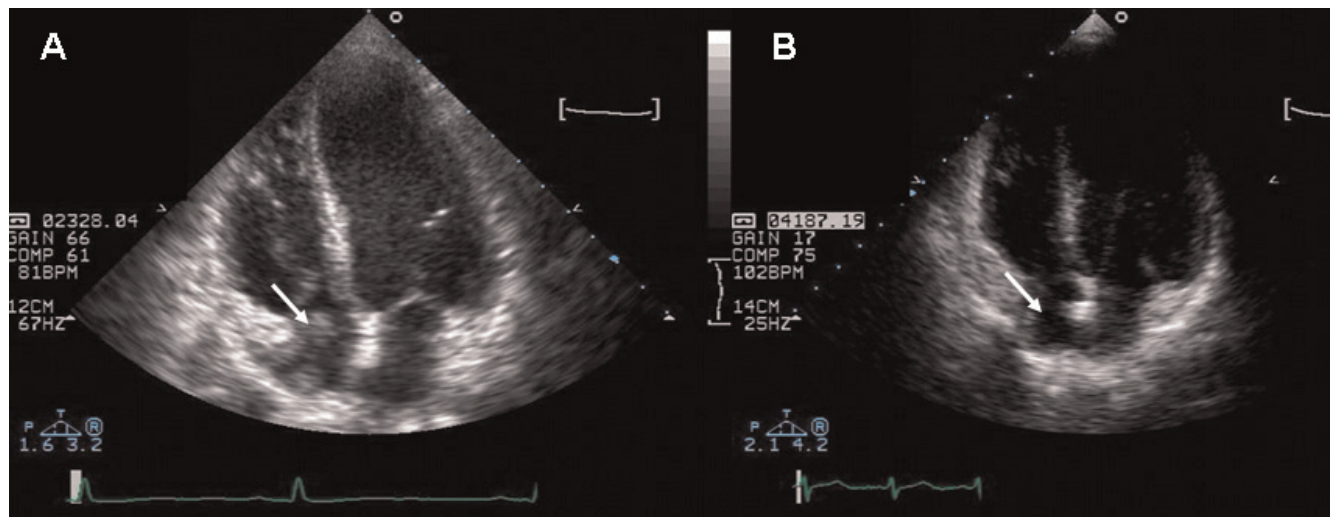 A
02328.04
GAIN 66
COMP 61
81BPM
12CM
67HZ
P T R
1.6 3.2
B
04187.19
GAIN 17
COMP 75
102BPM
14CM
25HZ
P T R
2.1 4.2